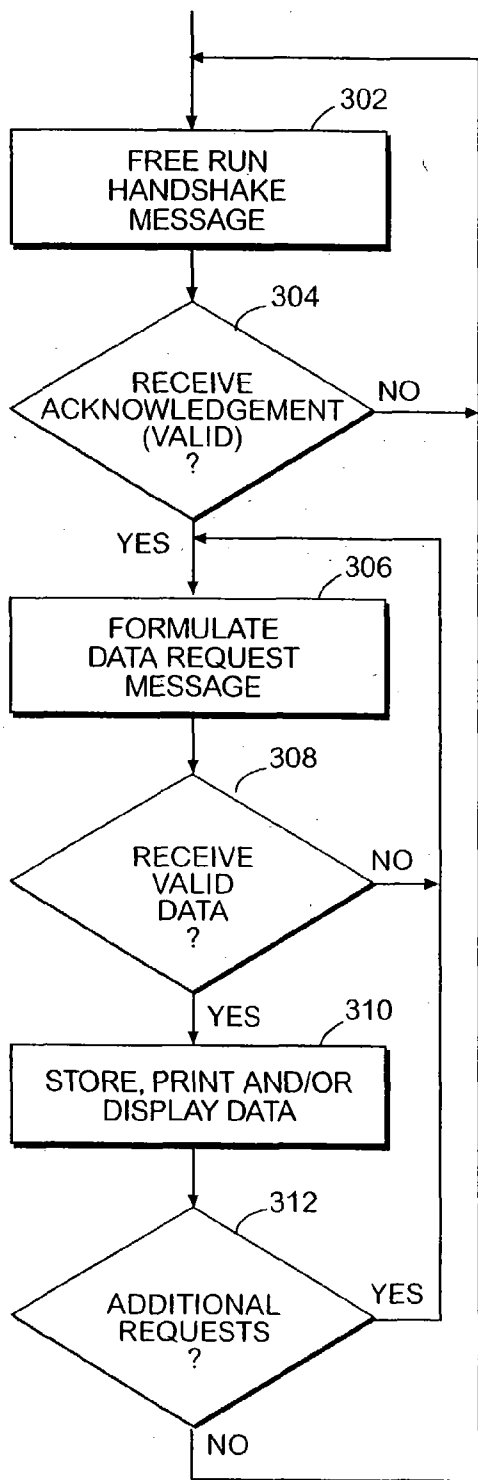 302
FREE RUN
HANDSHAKE
MESSAGE
304
RECEIVE
ACKNOWLEDGEMENT
(VALID)
?
NO
YES
306
FORMULATE
DATA REQUEST
MESSAGE
308
RECEIVE
VALID
DATA
?
NO
YES
310
STORE, PRINT AND/OR
DISPLAY DATA
312
ADDITIONAL
REQUESTS
?
YES
NO